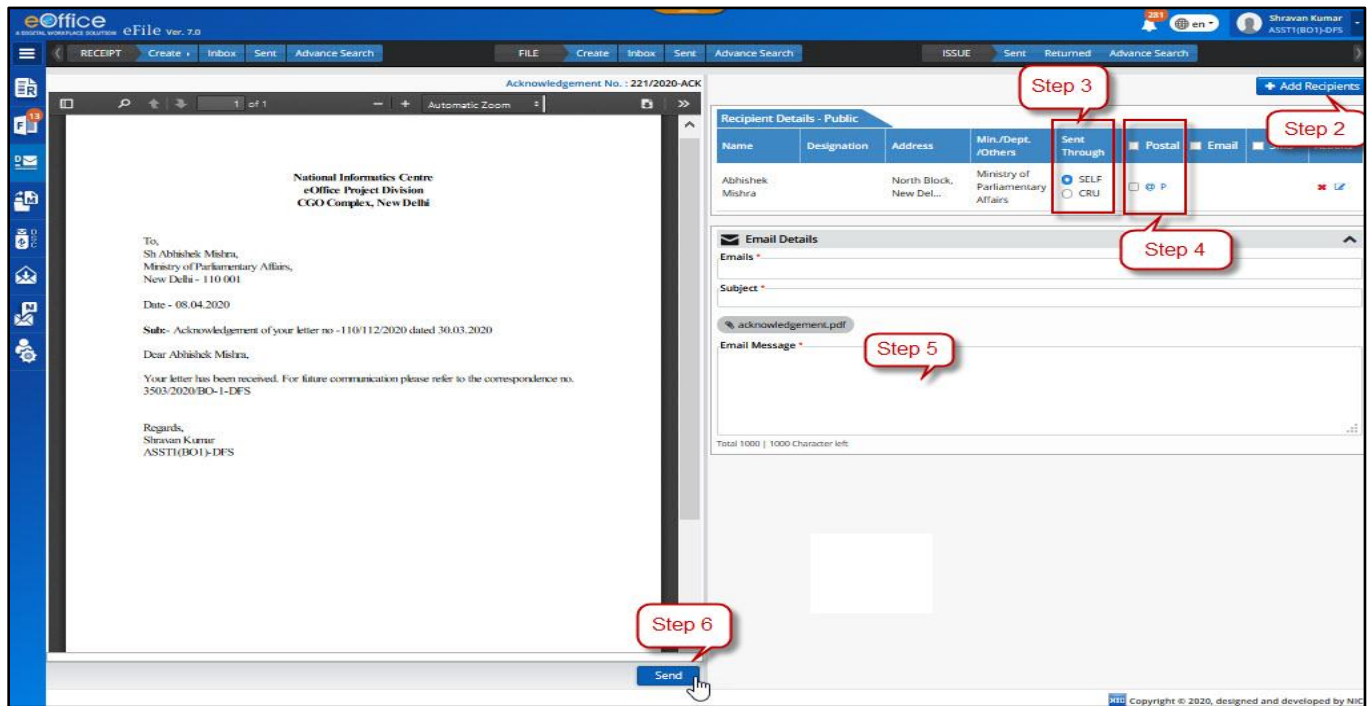 eOffice
A DIGITAL WORKPLACE SOLUTION eFile Ver. 7.0
281
en
Shravan Kumar
ASST1(BO1)-DFS
RECEIPT Create Inbox Sent Advance Search FILE Create Inbox Sent Advance Search ISSUE Sent Returned Advance Search
Acknowledgement No. : 221/2020-ACK
1 of 1 Automatic Zoom
13
National Informatics Centre
eOffice Project Division
CGO Complex, New Delhi
To,
Sh Abhishek Mishra,
Ministry of Parliamentary Affairs,
New Delhi - 110 001
Date - 08.04.2020
Sub:- Acknowledgement of your letter no -110/112/2020 dated 30.03.2020
Dear Abhishek Mishra,
Your letter has been received. For future communication please refer to the correspondence no.
3503/2020/BO-1-DFS
Regards,
Shravan Kumar
ASST1(BO1)-DFS
Step 6
Send
Step 3
+ Add Recipients
Step 2
Recipient Details - Public
Name Designation Address Min./Dept. /Others Sent Through Postal Email
Abhishek Mishra North Block, New Del... Ministry of Parliamentary Affairs SELF CRU @ P
Step 4
Email Details
Emails *
Subject *
acknowledgement.pdf
Email Message *
Step 5
Total 1000 | 1000 Character left
NIC Copyright © 2020, designed and developed by NIC